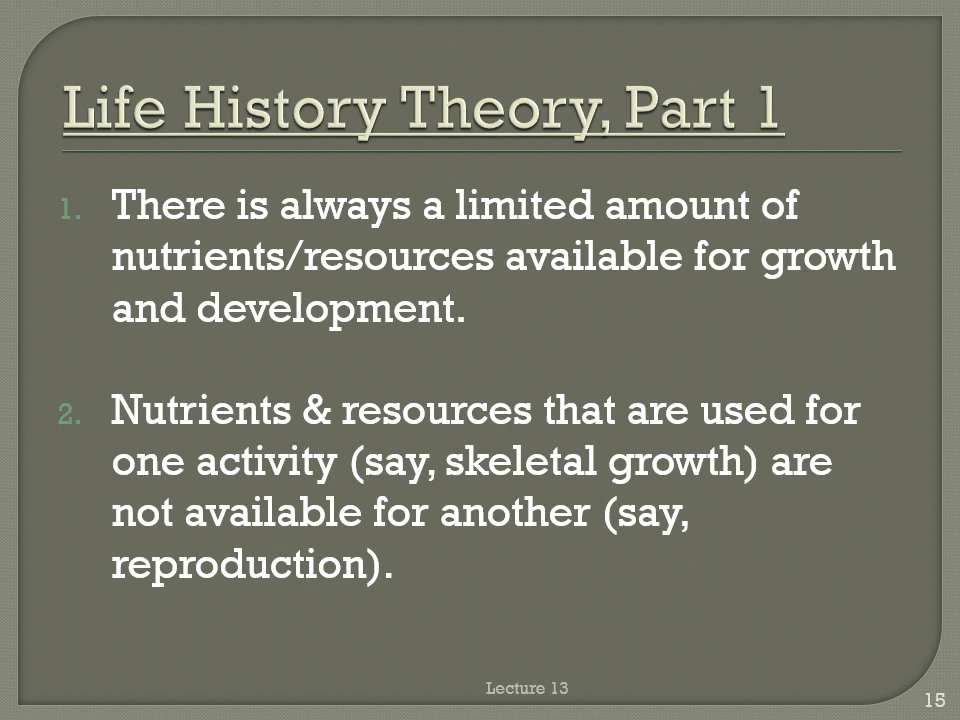 Life History Theory, Part 1
1. There is always a limited amount of
nutrients/resources available for growth
and development.
2. Nutrients & resources that are used for
one activity (say, skeletal growth) are
not available for another (say,
reproduction).
Lecture 13
15